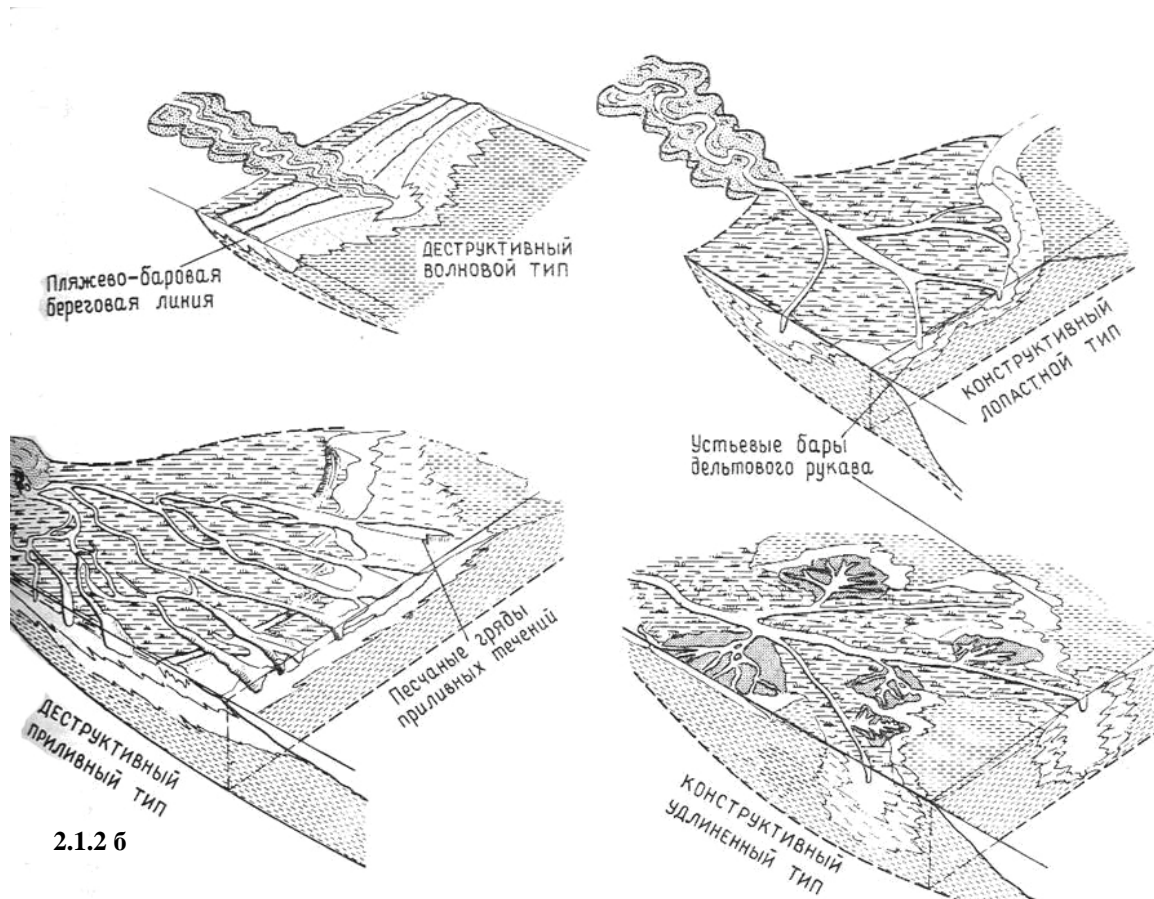 Пляжево-баровая
береговая линия
ДЕСТРУКТИВНЫЙ
ВОЛНОВОЙ ТИП
КОНСТРУКТИВНЫЙ
ЛОПАСТНОЙ ТИП
Устьевые бары
дельтового рукава
Песчаные гряды
приливных течений
ДЕСТРУКТИВНЫЙ
ПРИЛИВНЫЙ ТИП
КОНСТРУКТИВНЫЙ
УДЛИНЕННЫЙ ТИП
2.1.2 б